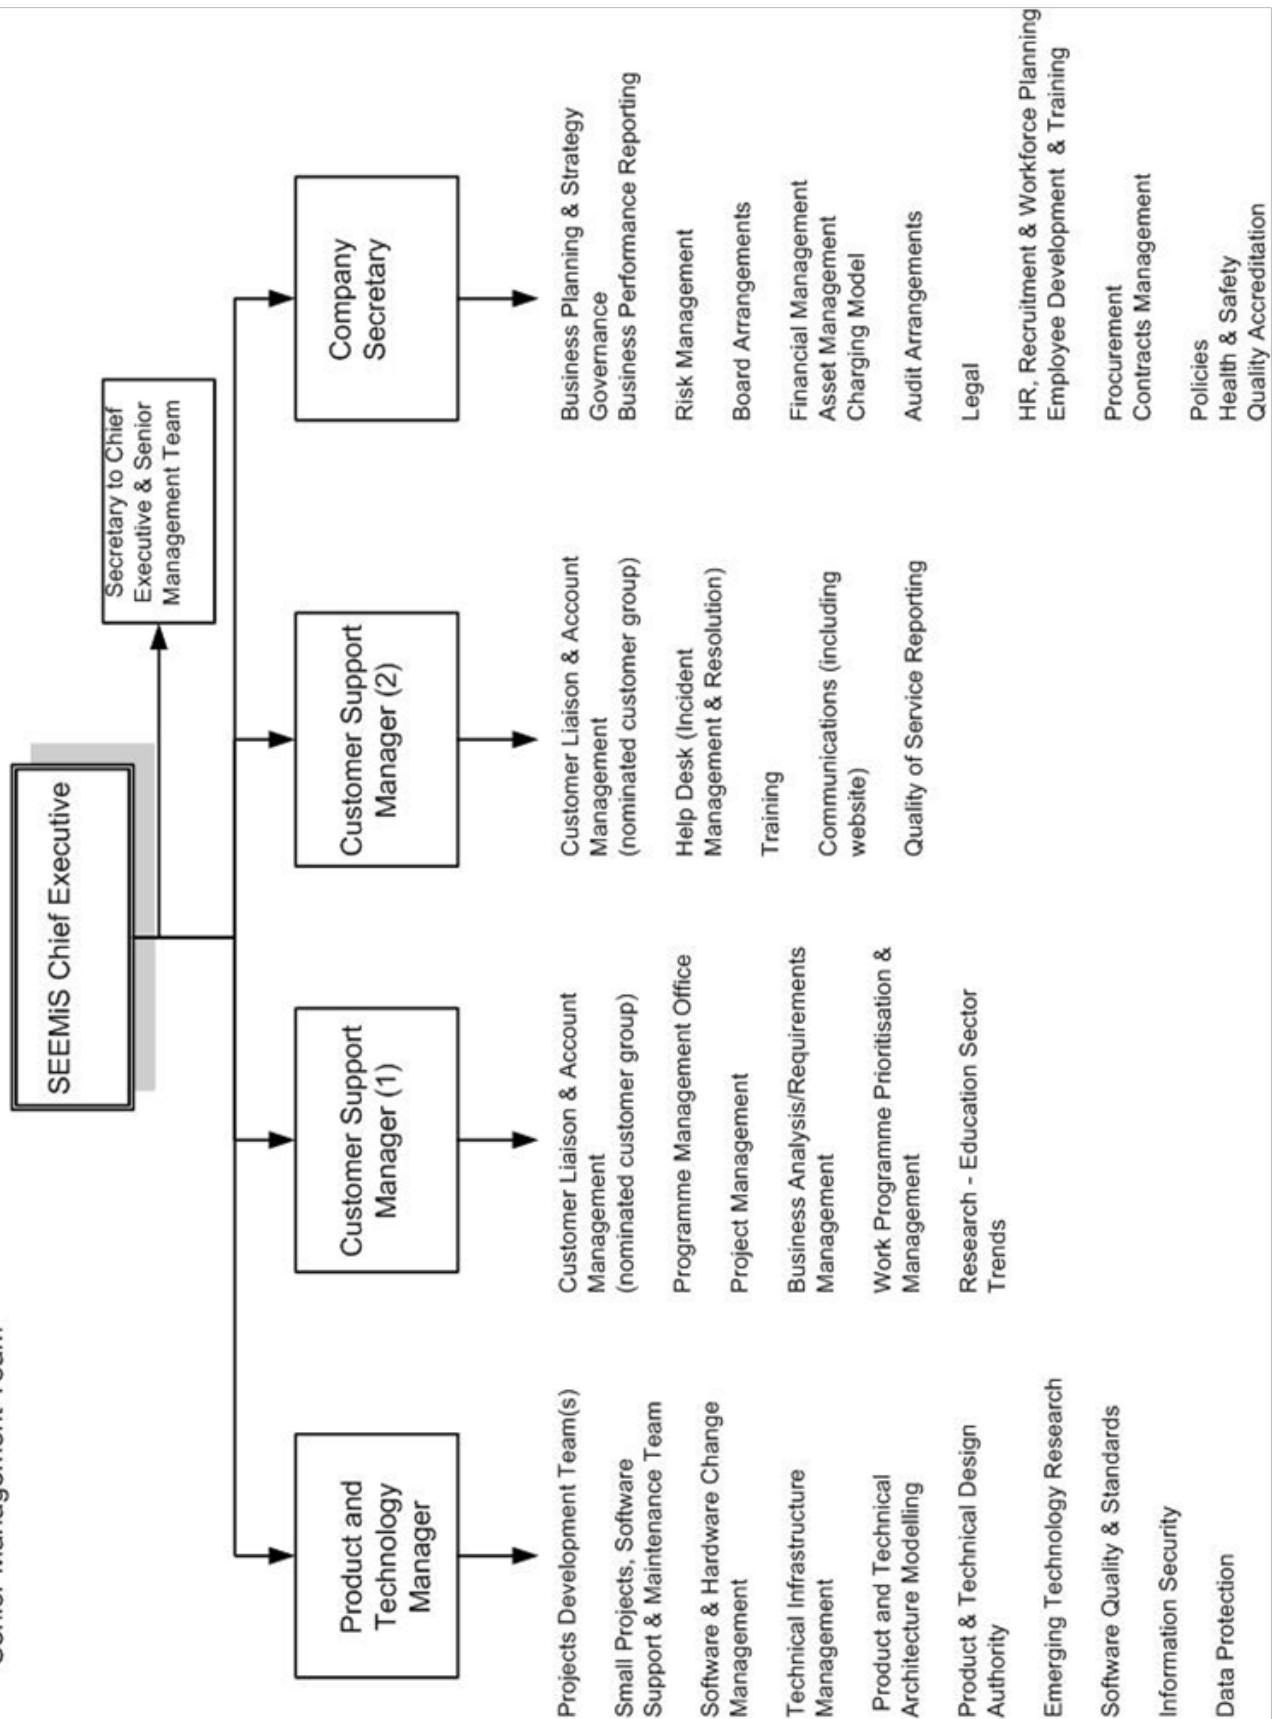 Senior Management Team
SEEMiS Chief Executive
Secretary to Chief
Executive & Senior
Management Team
Product and
Technology
Manager
Customer Support
Manager (1)
Customer Support
Manager (2)
Company
Secretary
Projects Development Team(s)
Small Projects, Software
Support & Maintenance Team
Software & Hardware Change
Management
Technical Infrastructure
Management
Product and Technical
Architecture Modelling
Product & Technical Design
Authority
Emerging Technology Research
Software Quality & Standards
Information Security
Data Protection
Customer Liaison & Account
Management
(nominated customer group)
Programme Management Office
Project Management
Business Analysis/Requirements
Management
Work Programme Prioritisation &
Management
Research - Education Sector
Trends
Customer Liaison & Account
Management
(nominated customer group)
Help Desk (Incident
Management & Resolution)
Training
Communications (including
website)
Quality of Service Reporting
Business Planning & Strategy
Governance
Business Performance Reporting
Risk Management
Board Arrangements
Financial Management
Asset Management
Charging Model
Audit Arrangements
Legal
HR, Recruitment & Workforce Planning
Employee Development & Training
Procurement
Contracts Management
Policies
Health & Safety
Quality Accreditation